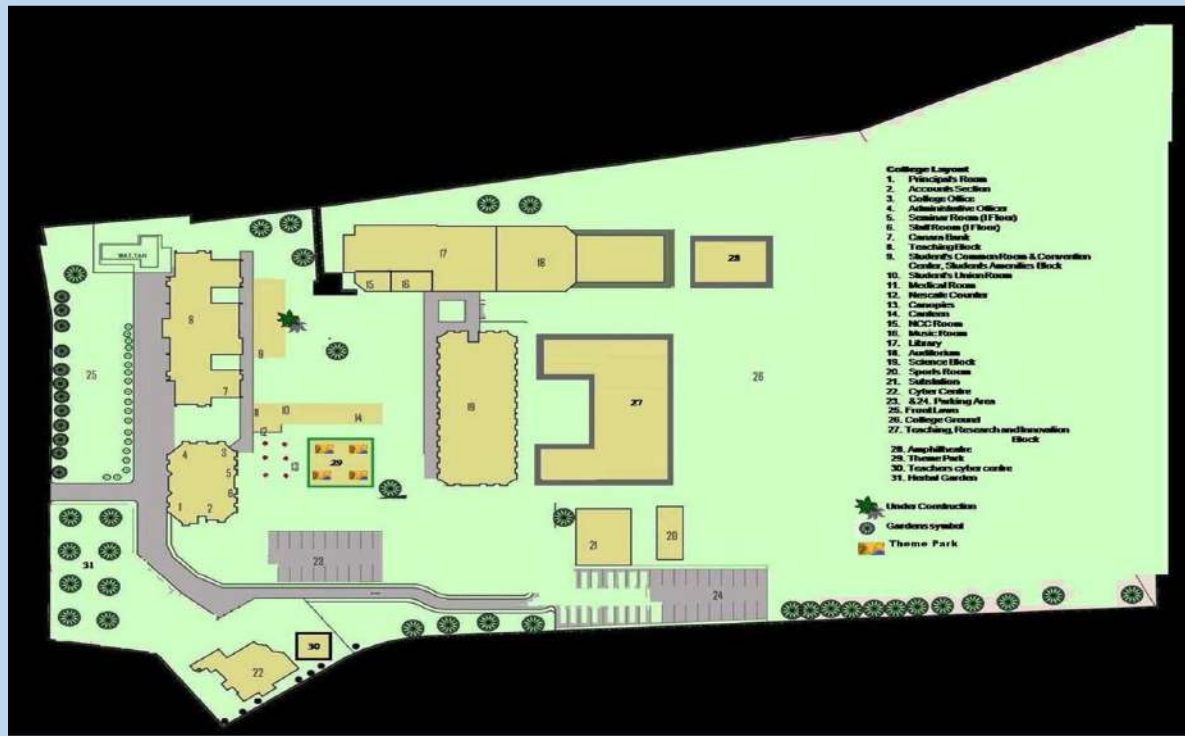 College Layout
1. Principal's Room
2. Accounts Section
3. College Office
4. Administrative Officer
5. Seminar Room (I Floor)
6. Staff Room (I Floor)
7. Canara Bank
8. Teaching Block
9. Student's Common Room & Convention
Center, Students Amenities Block
10. Student's Union Room
11. Medical Room
12. Nescafe Counter
13. Canopies
14. Canteen
15. NCC Room
16. Music Room
17. Library
18. Auditorium
19. Science Block
20. Sports Room
21. Substation
22. Cyber Centre
23. &24. Parking Area
25. Front Lawn
26. College Ground
27. Teaching, Research and Innovation
Block
28. Amphitheatre
29. Theme Park
30. Teachers cyber centre
31. Herbal Garden
Under Construction
Gardens symbol
Theme Park
17
18
28
15
16
8
9
25
7
26
27
19
10
14
12
4
3
29
13
5
6
1
2
21
20
23
31
24
30
22